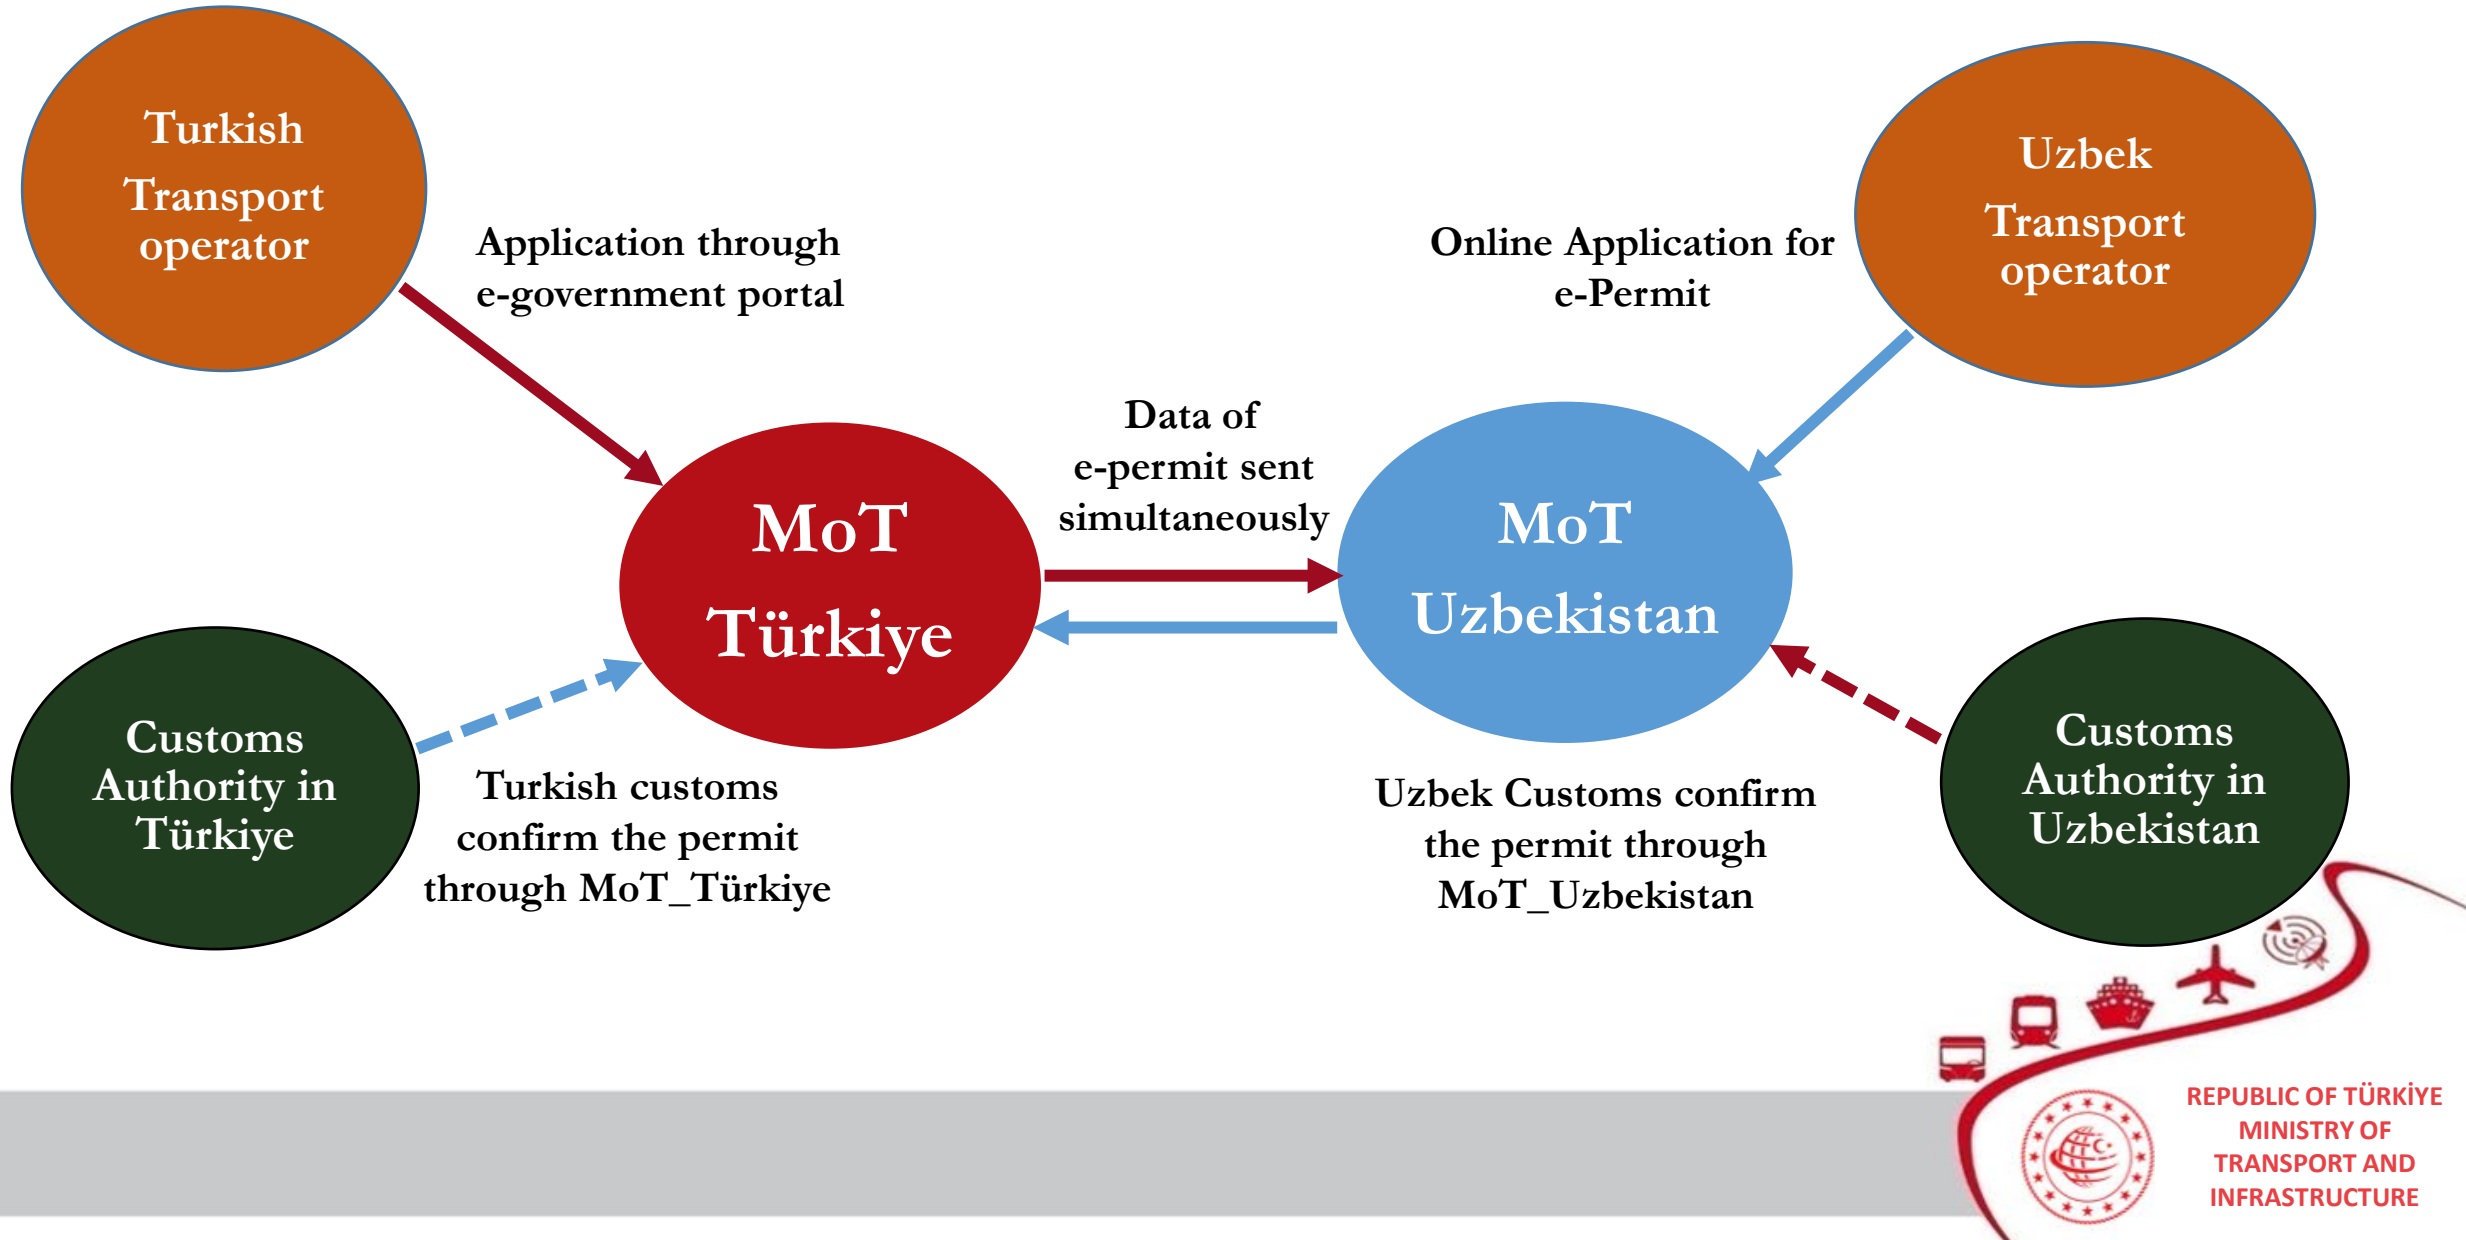 Turkish
Transport
operator
Application through
e-government portal
Online Application for
e-Permit
Uzbek
Transport
operator
Data of
e-permit sent
simultaneously
MoT
Türkiye
MoT
Uzbekistan
Customs
Authority in
Türkiye
Turkish customs
confirm the permit
through MoT_Türkiye
Uzbek Customs confirm
the permit through
MoT_Uzbekistan
Customs
Authority in
Uzbekistan
REPUBLIC OF TÜRKİYE
MINISTRY OF
TRANSPORT AND
INFRASTRUCTURE